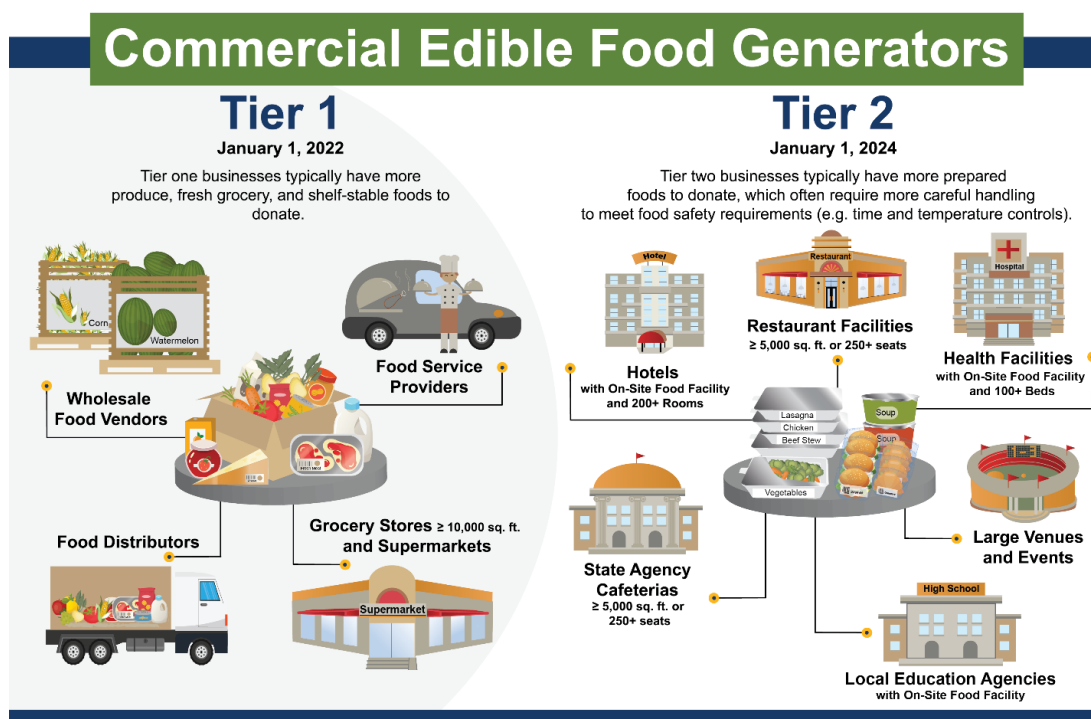 Commercial Edible Food Generators
Tier 1
January 1, 2022
Tier one businesses typically have more
produce, fresh grocery, and shelf-stable foods to
donate.
Corn
Watermelon
Wholesale
Food Vendors
Food Service
Providers
Food Distributors
Grocery Stores ≥ 10,000 sq. ft.
and Supermarkets
Supermarket
Tier 2
January 1, 2024
Tier two businesses typically have more prepared
foods to donate, which often require more careful handling
to meet food safety requirements (e.g. time and temperature controls).
Hotel
Hotels
with On-Site Food Facility
and 200+ Rooms
Restaurant
Restaurant Facilities
≥ 5,000 sq. ft. or 250+ seats
Hospital
Health Facilities
with On-Site Food Facility
and 100+ Beds
Lasagna
Chicken
Beef Stew
Vegetables
Soup
Soup
State Agency
Cafeterias
≥ 5,000 sq. ft. or
250+ seats
Large Venues
and Events
High School
Local Education Agencies
with On-Site Food Facility